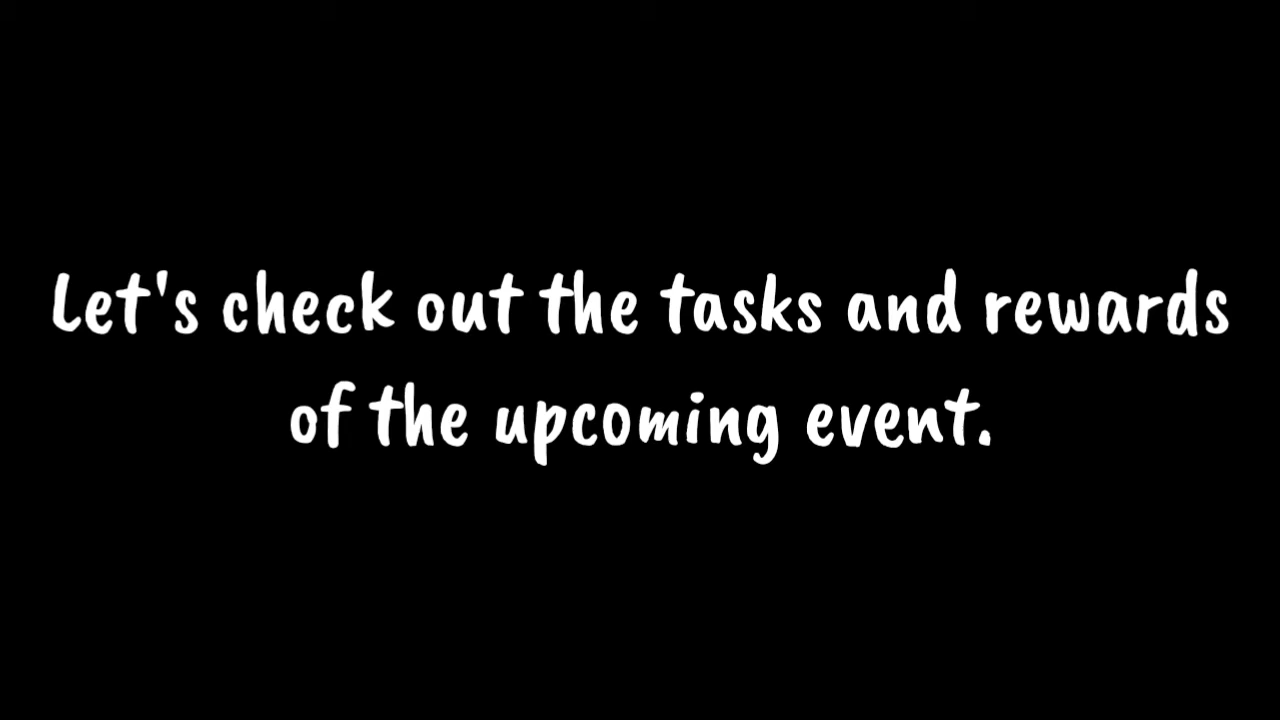 Let's check out the tasks and rewards
of the upcoming event.